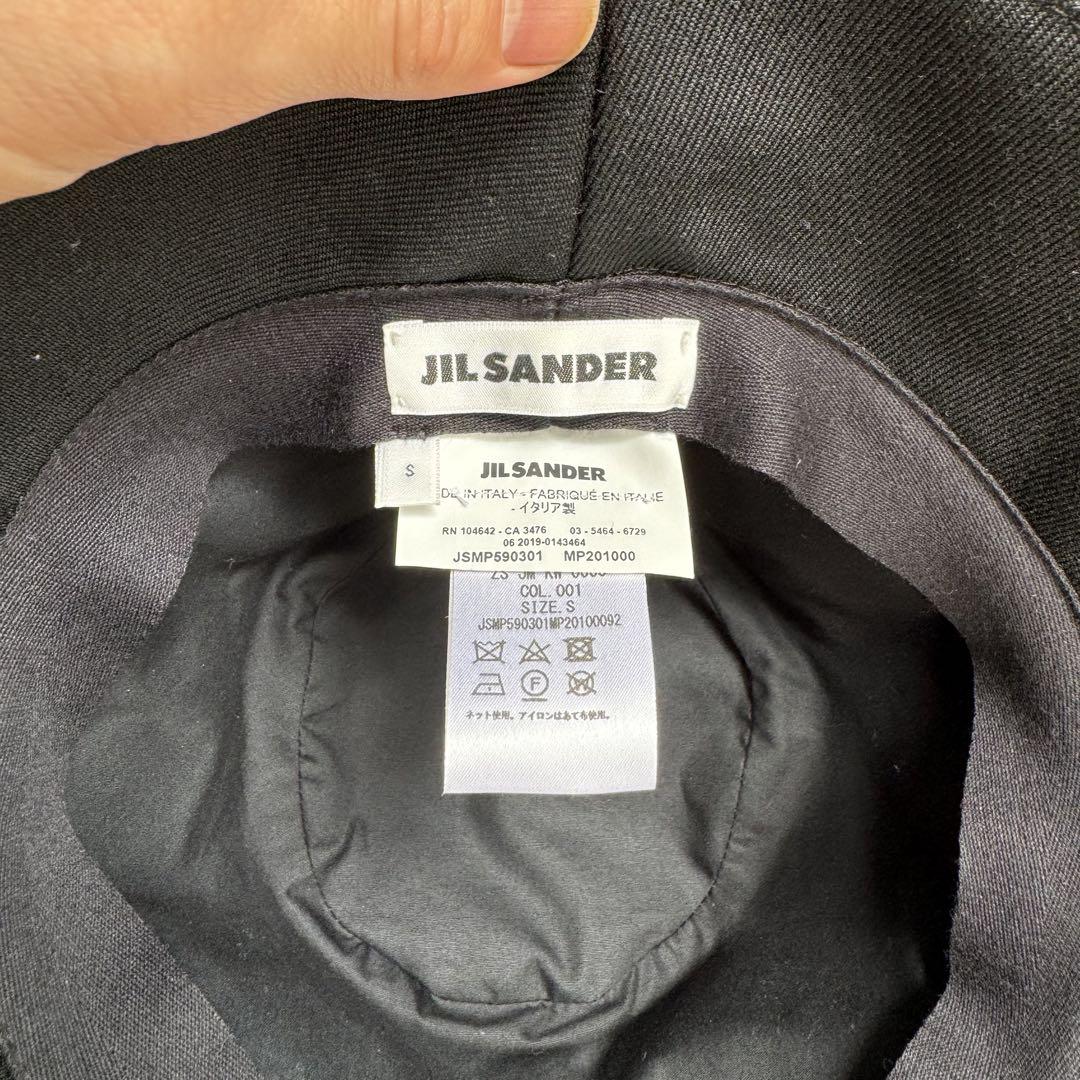 JIL SANDER
S
JIL SANDER
DE IN ITALY - FABRIQUÉ EN ITALIE
- イタリア製
RN 104642 - CA 3476 03 - 5464 - 6729
06 2019-0143464
JSMP590301 MP201000
COL.001
SIZE.S
JSMP590301MP20100092
F
W
ネット使用。アイロンはあて布使用。